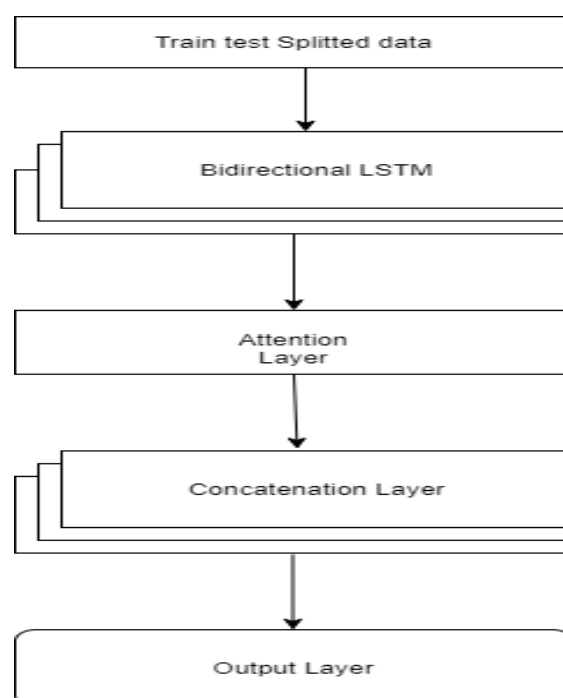 Train test Splitted data
Bidirectional LSTM
Attention
Layer
Concatenation Layer
Output Layer